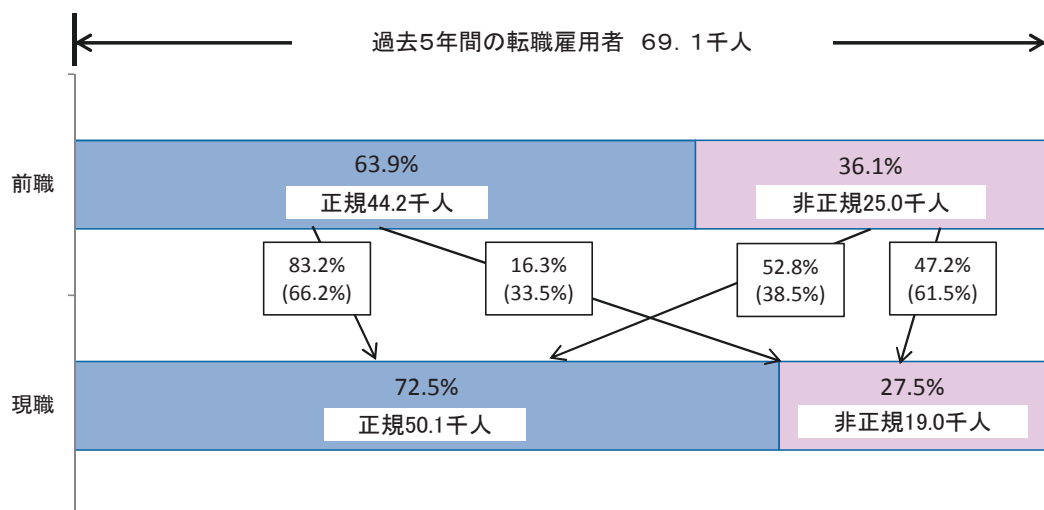 過去5年間の転職雇用者 69.1千人
前職
63.9%
正規44.2千人
36.1%
非正規25.0千人
83.2%
(66.2%)
16.3%
(33.5%)
52.8%
(38.5%)
47.2%
(61.5%)
現職
72.5%
正規50.1千人
27.5%
非正規19.0千人